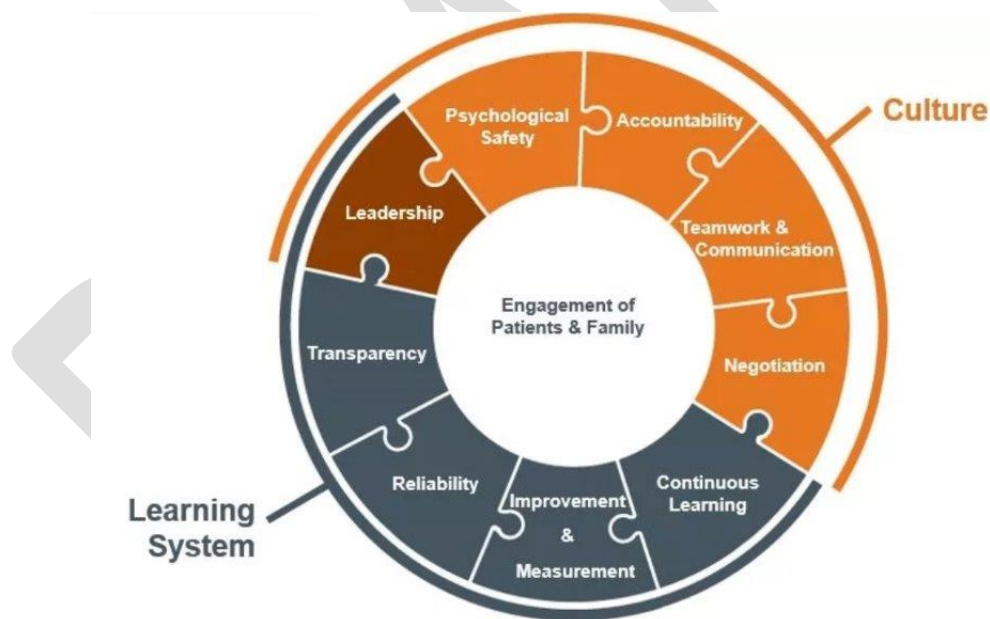 Culture
Psychological
Safety
Accountability
Leadership
Teamwork &
Communication
Engagement of
Patients & Family
Transparency
Negotiation
Reliability
Improvement
&
Measurement
Continuous
Learning
Learning
System